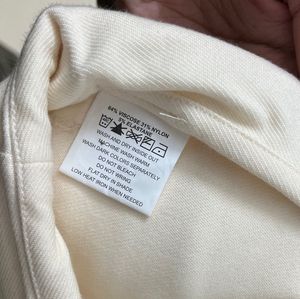 64% VISCOSE 31% NYLON
5% ELASTANE
WASH AND DRY INSIDE OUT
MACHINE WASH WARM
WASH DARK COLORS SEPARATELY
DO NOT BLEACH
DO NOT WRING
FLAT DRY IN SHADE
LOW HEAT IRON WHEN NEEDED